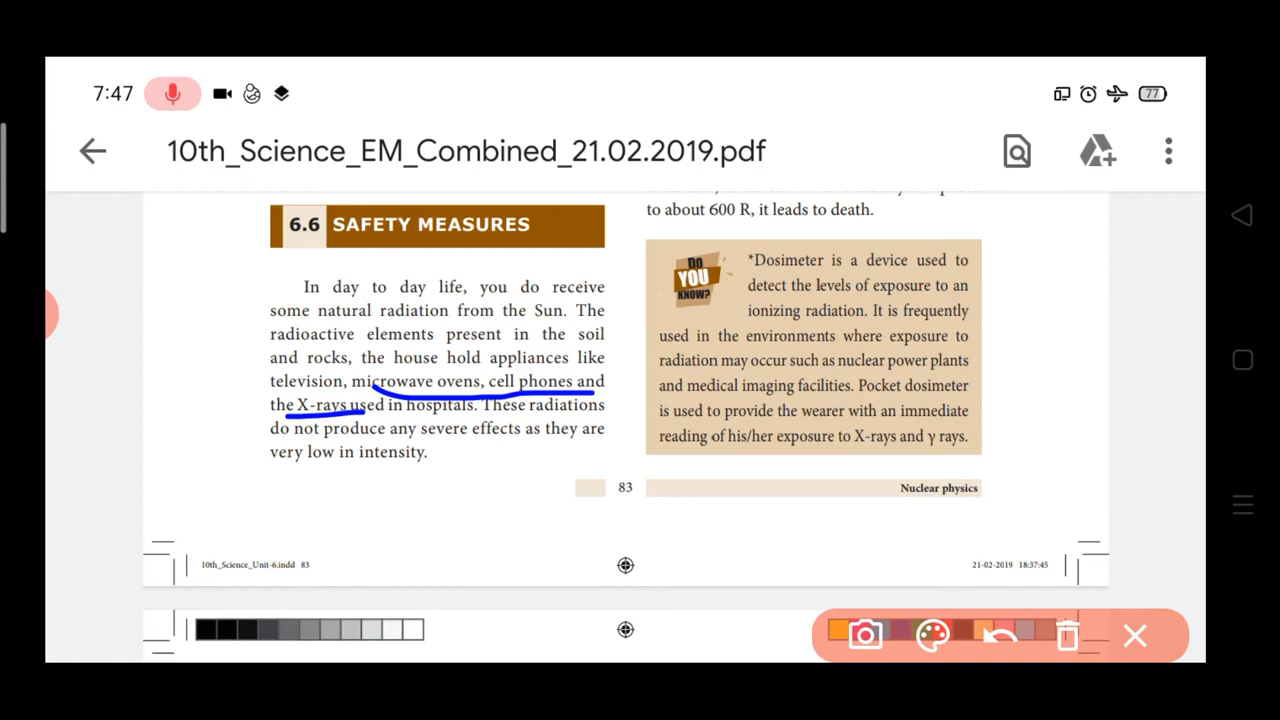 7:47
77
10th_Science_EM_Combined_21.02.2019.pdf
6.6 SAFETY MEASURES
In day to day life, you do receive
some natural radiation from the Sun. The
radioactive elements present in the soil
and rocks, the house hold appliances like
television, microwave ovens, cell phones and
the X-rays used in hospitals. These radiations
do not produce any severe effects as they are
very low in intensity.
to about 600 R, it leads to death.
DO
YOU
KNOW?
*Dosimeter is a device used to
detect the levels of exposure to an
ionizing radiation. It is frequently
used in the environments where exposure to
radiation may occur such as nuclear power plants
and medical imaging facilities. Pocket dosimeter
is used to provide the wearer with an immediate
reading of his/her exposure to X-rays and γ rays.
83
Nuclear physics
10th_Science_Unit-6.indd 83
21-02-2019 18:37:45